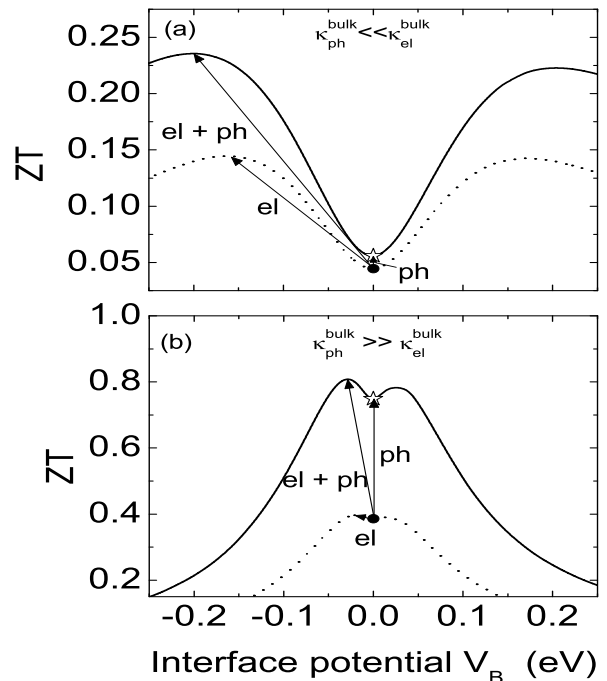 (a) κ_ph^bulk<<κ_el^bulk
0.25
0.20
0.15
0.10
0.05
ZT
el + ph
el
ph
(b) κ_ph^bulk >> κ_el^bulk
1.0
0.8
0.6
0.4
0.2
ZT
ph
el + ph
el
-0.2 -0.1 0.0 0.1 0.2
Interface potential V_B (eV)